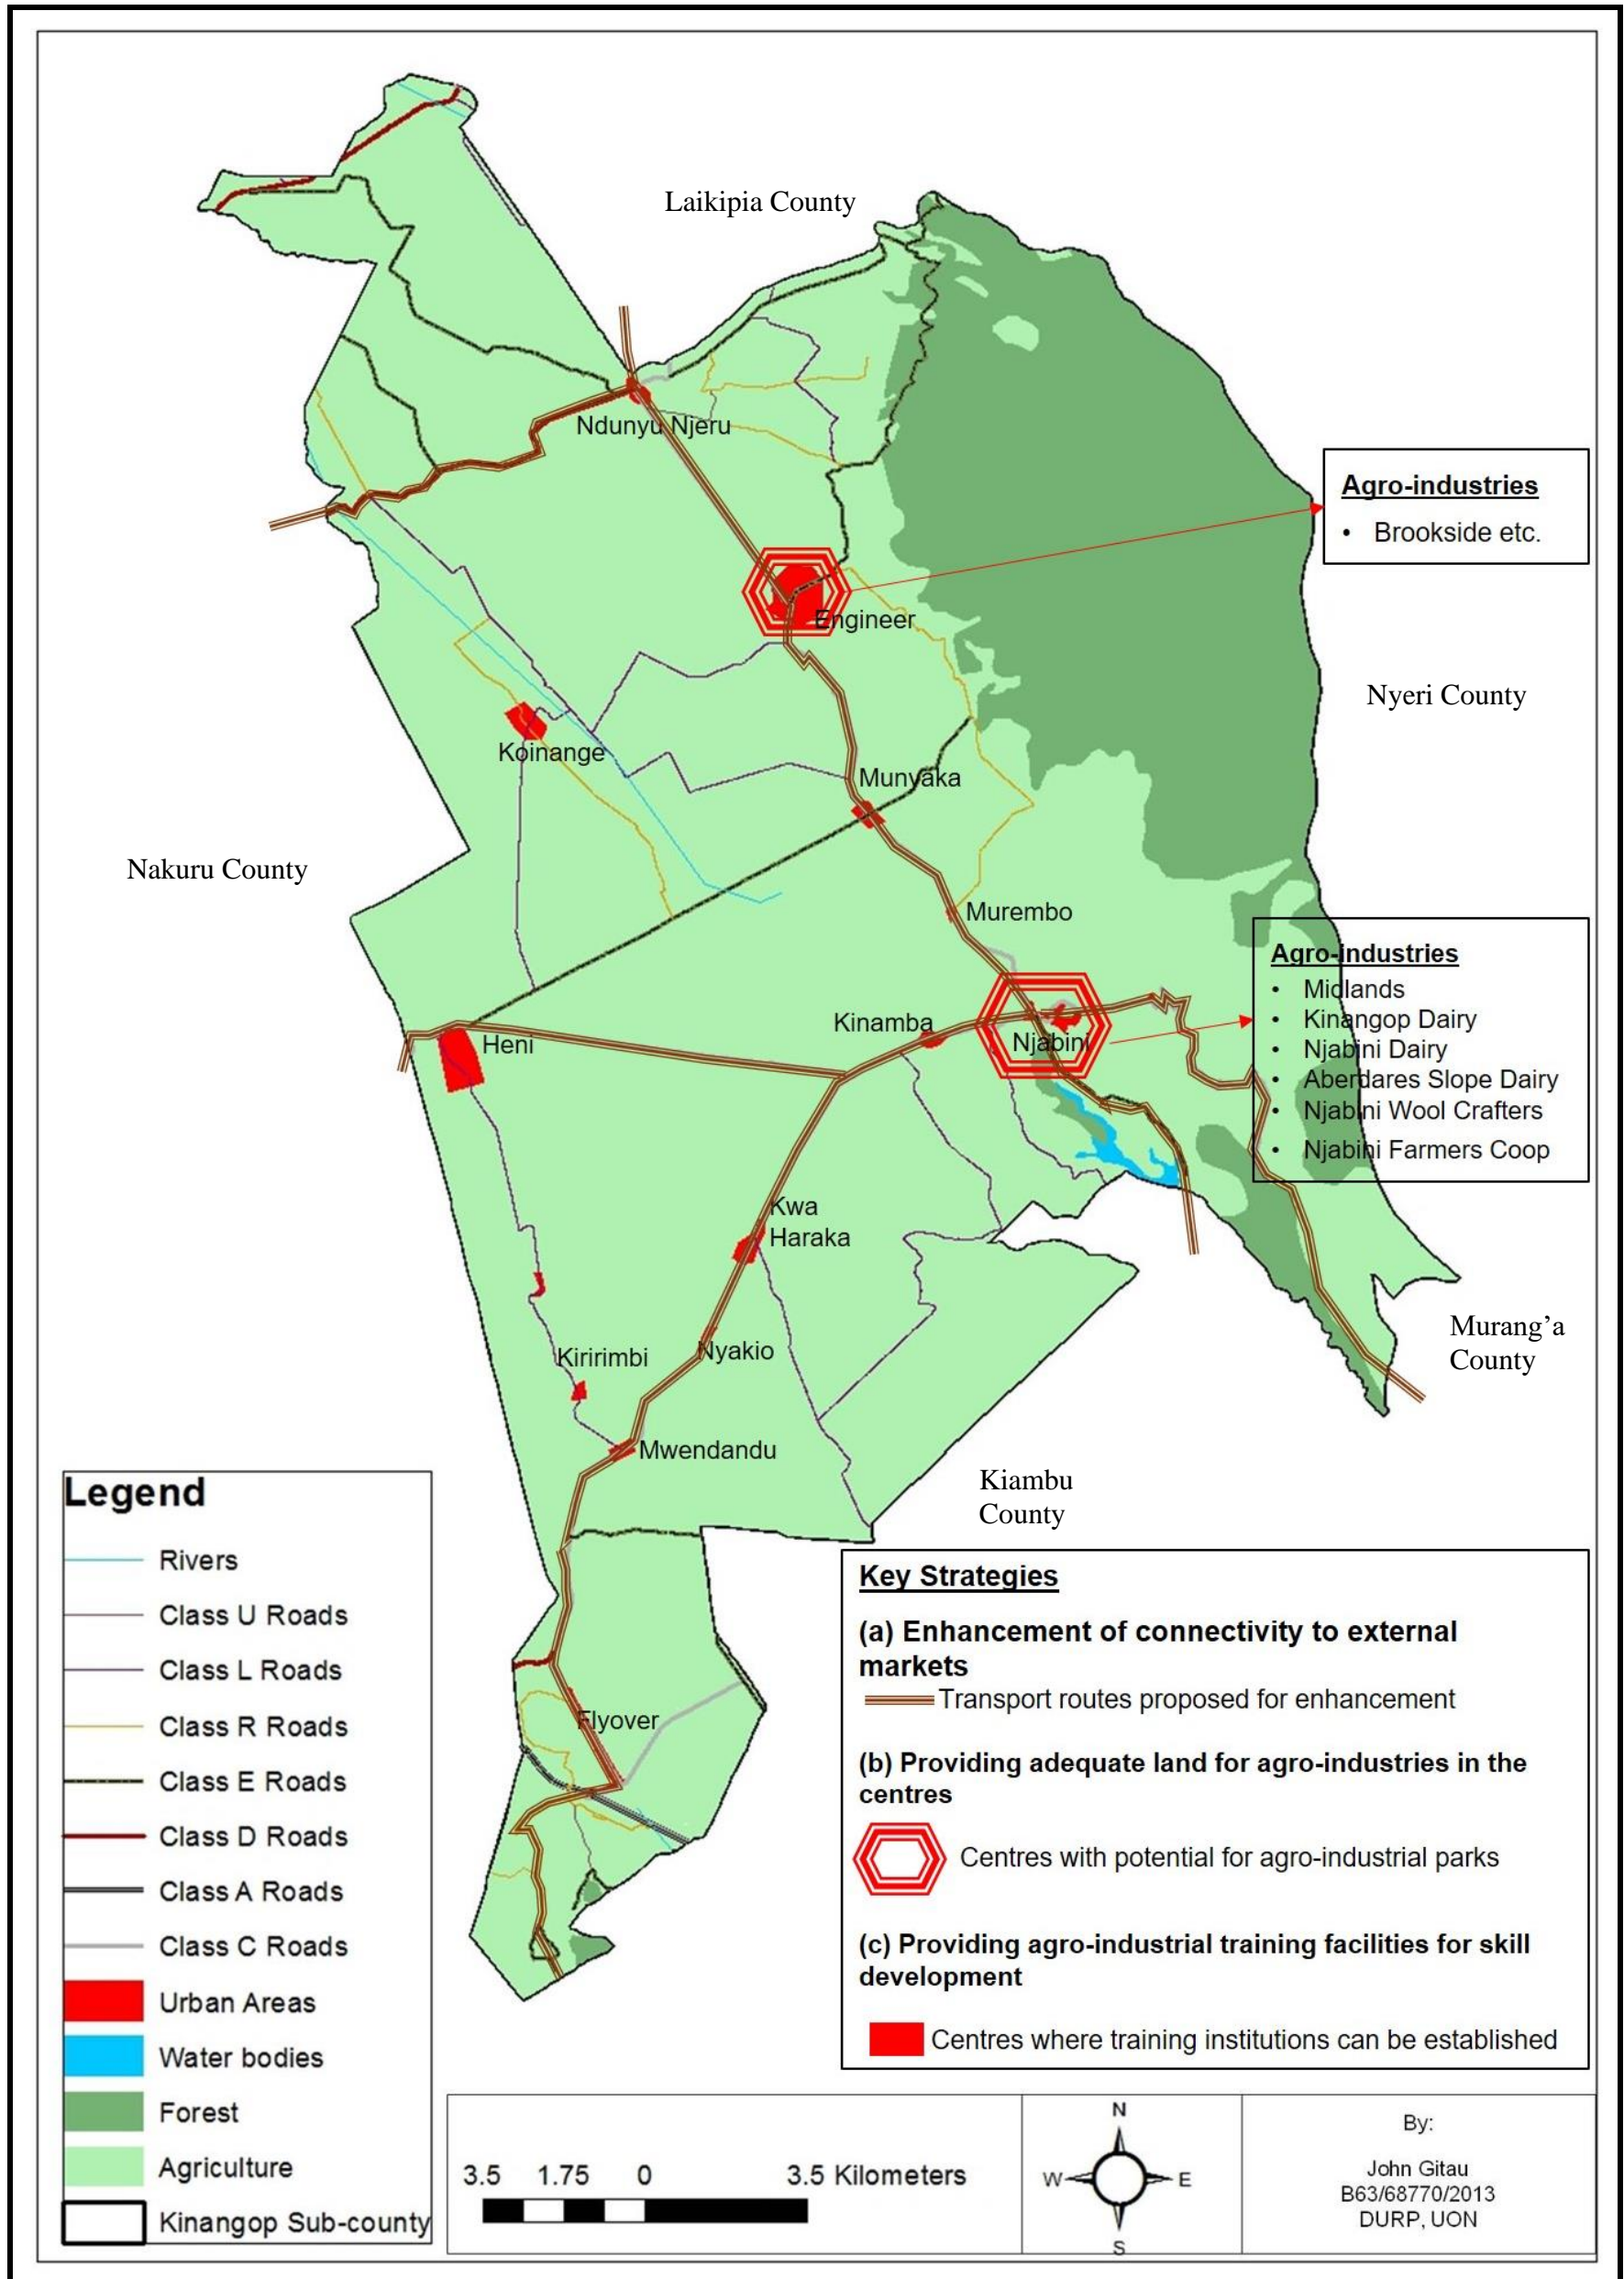 Laikipia County
Ndunyu Njeru
Agro-industries
• Brookside etc.
Engineer
Nyeri County
Koinange
Munyaka
Nakuru County
Murembo
Agro-industries
• Midlands
• Kinangop Dairy
• Njabini Dairy
• Aberdares Slope Dairy
• Njabini Wool Crafters
• Njabini Farmers Coop
Kinamba
Njabini
Heni
Kwa
Haraka
Murang’a
County
Nyakio
Kiririmbi
Mwendandu
Kiambu
County
Flyover
Legend
Rivers
Class U Roads
Class L Roads
Class R Roads
Class E Roads
Class D Roads
Class A Roads
Class C Roads
Urban Areas
Water bodies
Forest
Agriculture
Kinangop Sub-county
Key Strategies
(a) Enhancement of connectivity to external
markets
Transport routes proposed for enhancement
(b) Providing adequate land for agro-industries in the
centres
Centres with potential for agro-industrial parks
(c) Providing agro-industrial training facilities for skill
development
Centres where training institutions can be established
3.5 1.75 0 3.5 Kilometers
N
W E
S
By:
John Gitau
B63/68770/2013
DURP, UON